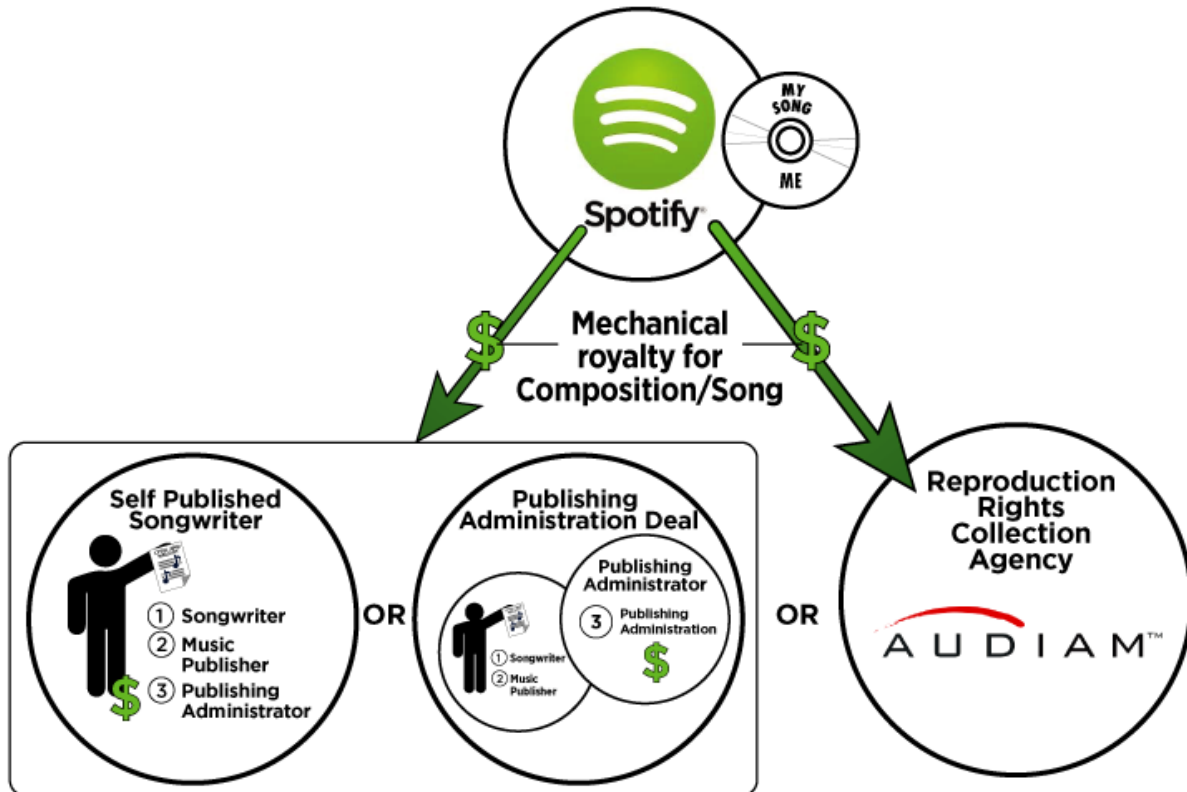 MY
SONG
ME
Spotify®
$
$
Mechanical
royalty for
Composition/Song
Self Published
Songwriter
1 Songwriter
2 Music
Publisher
3 Publishing
Administrator
$
OR
Publishing
Administration Deal
1 Songwriter
2 Music
Publisher
Publishing
Administrator
3 Publishing
Administration
$
OR
Reproduction
Rights
Collection
Agency
AUDIAM™